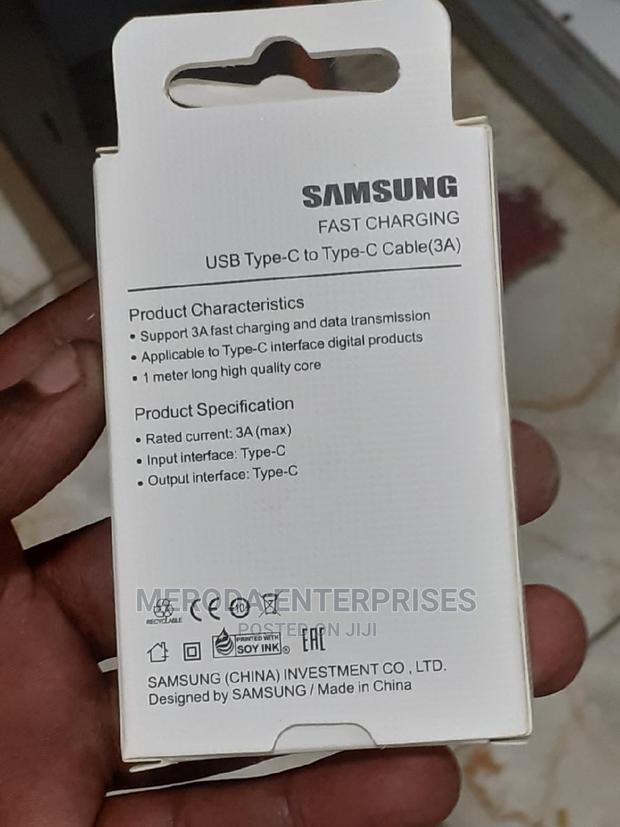 SAMSUNG
FAST CHARGING
USB Type-C to Type-C Cable(3A)
Product Characteristics
• Support 3A fast charging and data transmission
• Applicable to Type-C interface digital products
• 1 meter long high quality core
Product Specification
• Rated current: 3A (max)
• Input interface: Type-C
• Output interface: Type-C
MERODA ENTERPRISES
RECYCLABLE CE
POSTED ON JIJI
PRINTED WITH
SOY INK ® EAC
SAMSUNG (CHINA) INVESTMENT CO , LTD.
Designed by SAMSUNG / Made in China